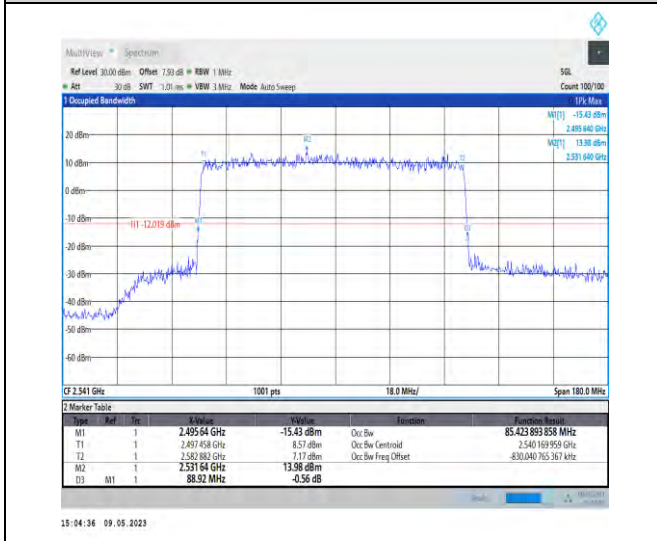 MultiView Spectrum
Ref Level 30.00 dBm Offset 7.93 dB RBW 1 MHz SGL
Att 30 dB SWT 1.01 ms VBW 3 MHz Mode Auto Sweep Count 100/100
1 Occupied Bandwidth 1Pk Max
M1[1] -15.43 dBm
2.495 640 GHz
M2[1] 13.98 dBm
2.531 640 GHz
20 dBm
M2
T1
T2
10 dBm
0 dBm
-10 dBm
M1
H1 -12.019 dBm
D3
-20 dBm
-30 dBm
-40 dBm
-50 dBm
-60 dBm
CF 2.541 GHz 1001 pts 18.0 MHz/ Span 180.0 MHz
2 Marker Table
Type Ref Trc X-Value Y-Value Function Function Result
M1 1 2.495 64 GHz -15.43 dBm Occ Bw 85.423 893 858 MHz
T1 1 2.497 458 GHz 8.57 dBm Occ Bw Centroid 2.540 169 959 GHz
T2 1 2.582 882 GHz 7.17 dBm Occ Bw Freq Offset -830.040 765 367 kHz
M2 1 2.531 64 GHz 13.98 dBm
D3 M1 1 88.92 MHz -0.56 dB
15:04:36 09.05.2023